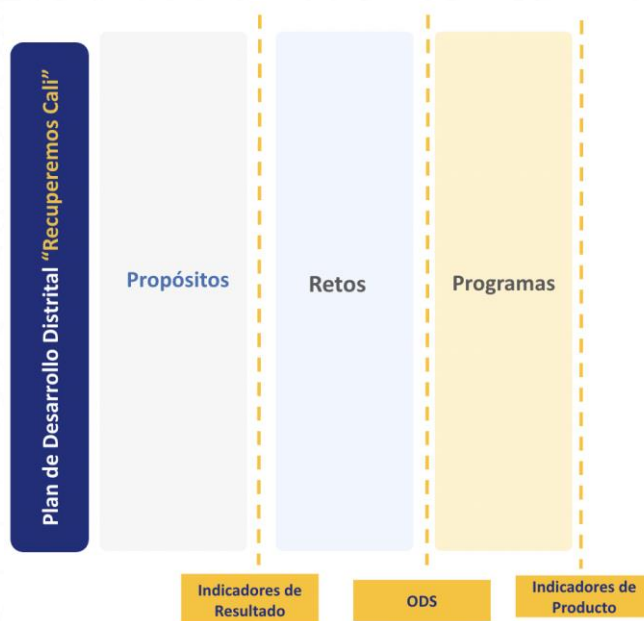 Plan de Desarrollo Distrital “Recuperemos Cali”
Propósitos
Retos
Programas
Indicadores de
Resultado
ODS
Indicadores de
Producto